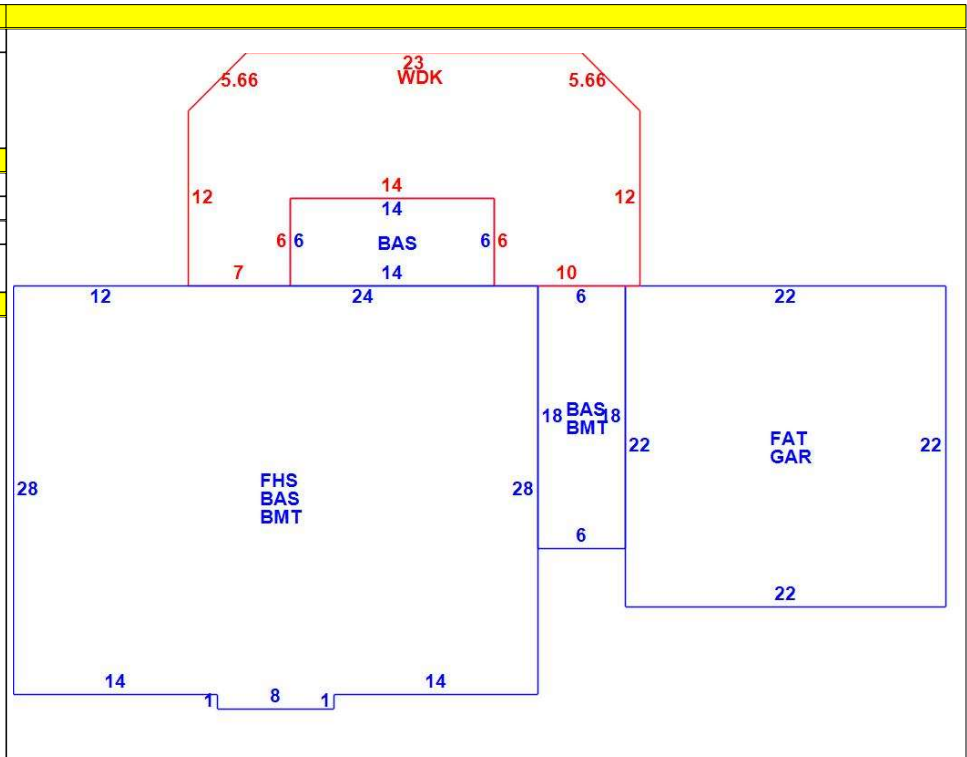 23
WDK
5.66 5.66
12 14 12
14
6 6 BAS 6 6
7 14 10
12 24 6 22
18 BAS 18
BMT
22 FAT 22
GAR
28 FHS 28
BAS
BMT
6
22
14 14
1 8 1